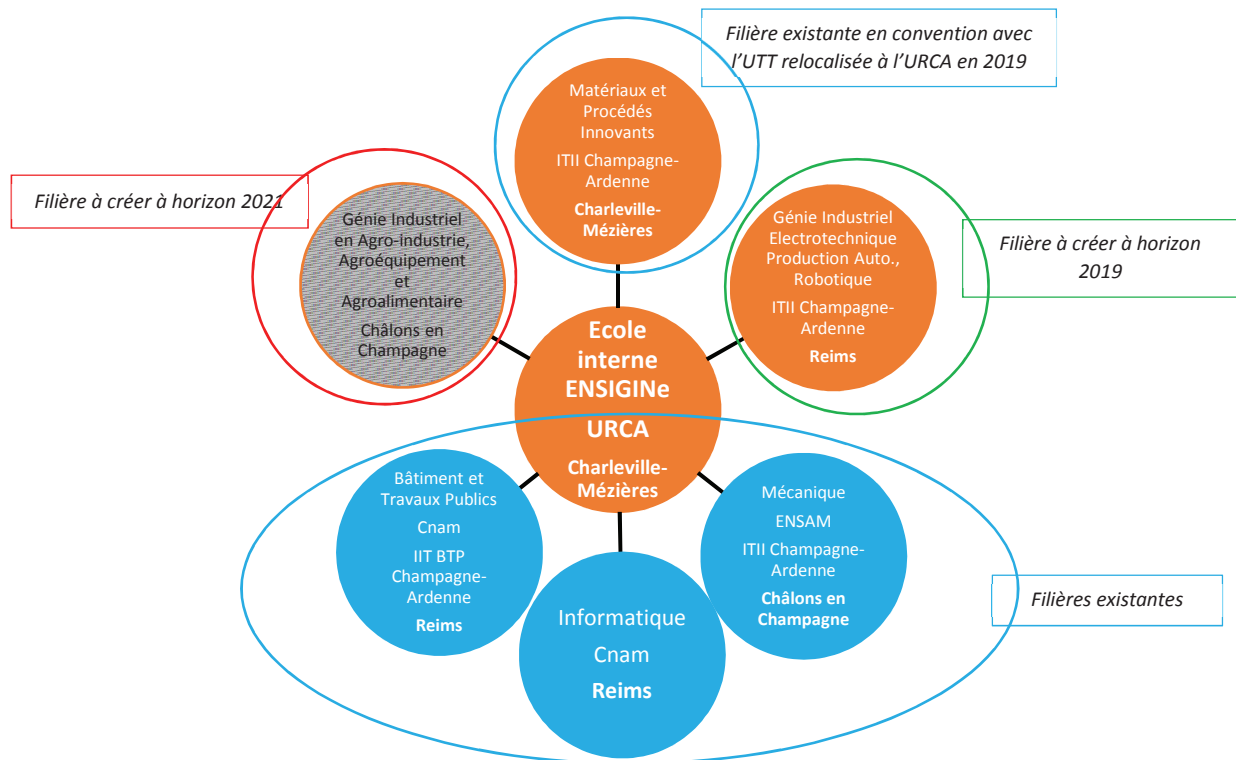 Filière existante en convention avec
l'UTT relocalisée à l'URCA en 2019
Matériaux et
Procédés
Innovants
ITII Champagne-
Ardenne
Charleville-
Mézières
Filière à créer à horizon 2021
Génie Industriel
en Agro-industrie,
Agroéquipement
et
Agroalimentaire
Châlons en
Champagne
Génie Industriel
Electrotechnique
Production Auto.,
Robotique
ITII Champagne-
Ardenne
Reims
Filière à créer à horizon
2019
Ecole
interne
ENSIGINe
URCA
Charleville-
Mézières
Bâtiment et
Travaux Publics
Cnam
IIT BTP
Champagne-
Ardenne
Reims
Informatique
Cnam
Reims
Mécanique
ENSAM
ITII Champagne-
Ardenne
Châlons en
Champagne
Filières existantes